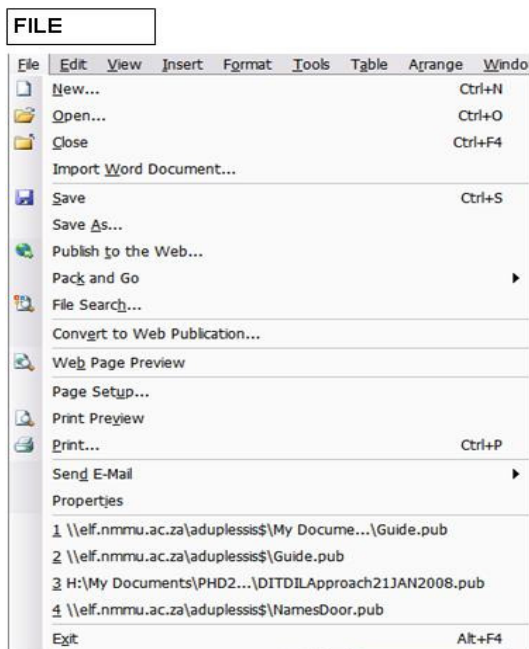 FILE
File Edit View Insert Format Tools Table Arrange Windo
New... Ctrl+N
Open... Ctrl+O
Close Ctrl+F4
Import Word Document...
Save Ctrl+S
Save As...
Publish to the Web...
Pack and Go
File Search...
Convert to Web Publication...
Web Page Preview
Page Setup...
Print Preview
Print... Ctrl+P
Send E-Mail
Properties
1 \\elf.nmmu.ac.za\aduplessis$\My Docume...\Guide.pub
2 \\elf.nmmu.ac.za\aduplessis$\Guide.pub
3 H:\My Documents\PHD2...\DITDILApproach21JAN2008.pub
4 \\elf.nmmu.ac.za\aduplessis$\NamesDoor.pub
Exit Alt+F4